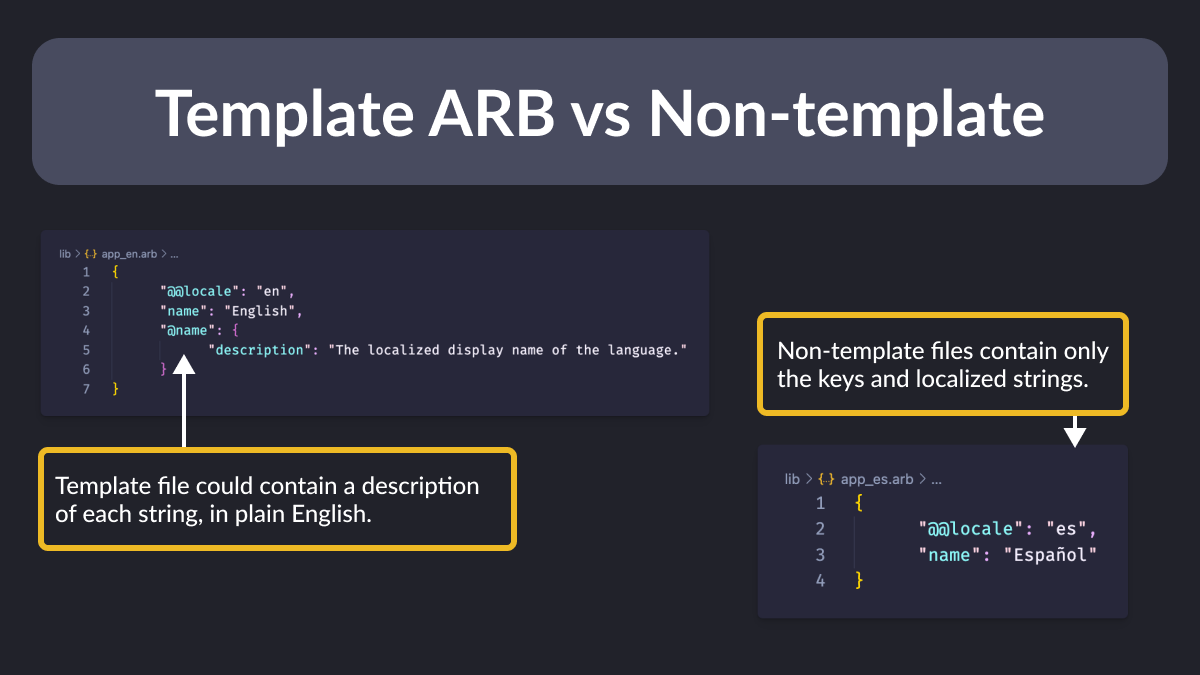 Template ARB vs Non-template
lib > {..} app_en.arb > ...
1 {
2 "@@locale": "en",
3 "name": "English",
4 "@name": {
5 "description": "The localized display name of the language."
6 }
7 }
Template file could contain a description
of each string, in plain English.
Non-template files contain only
the keys and localized strings.
lib > {..} app_es.arb > ...
1 {
2 "@@locale": "es",
3 "name": "Español"
4 }